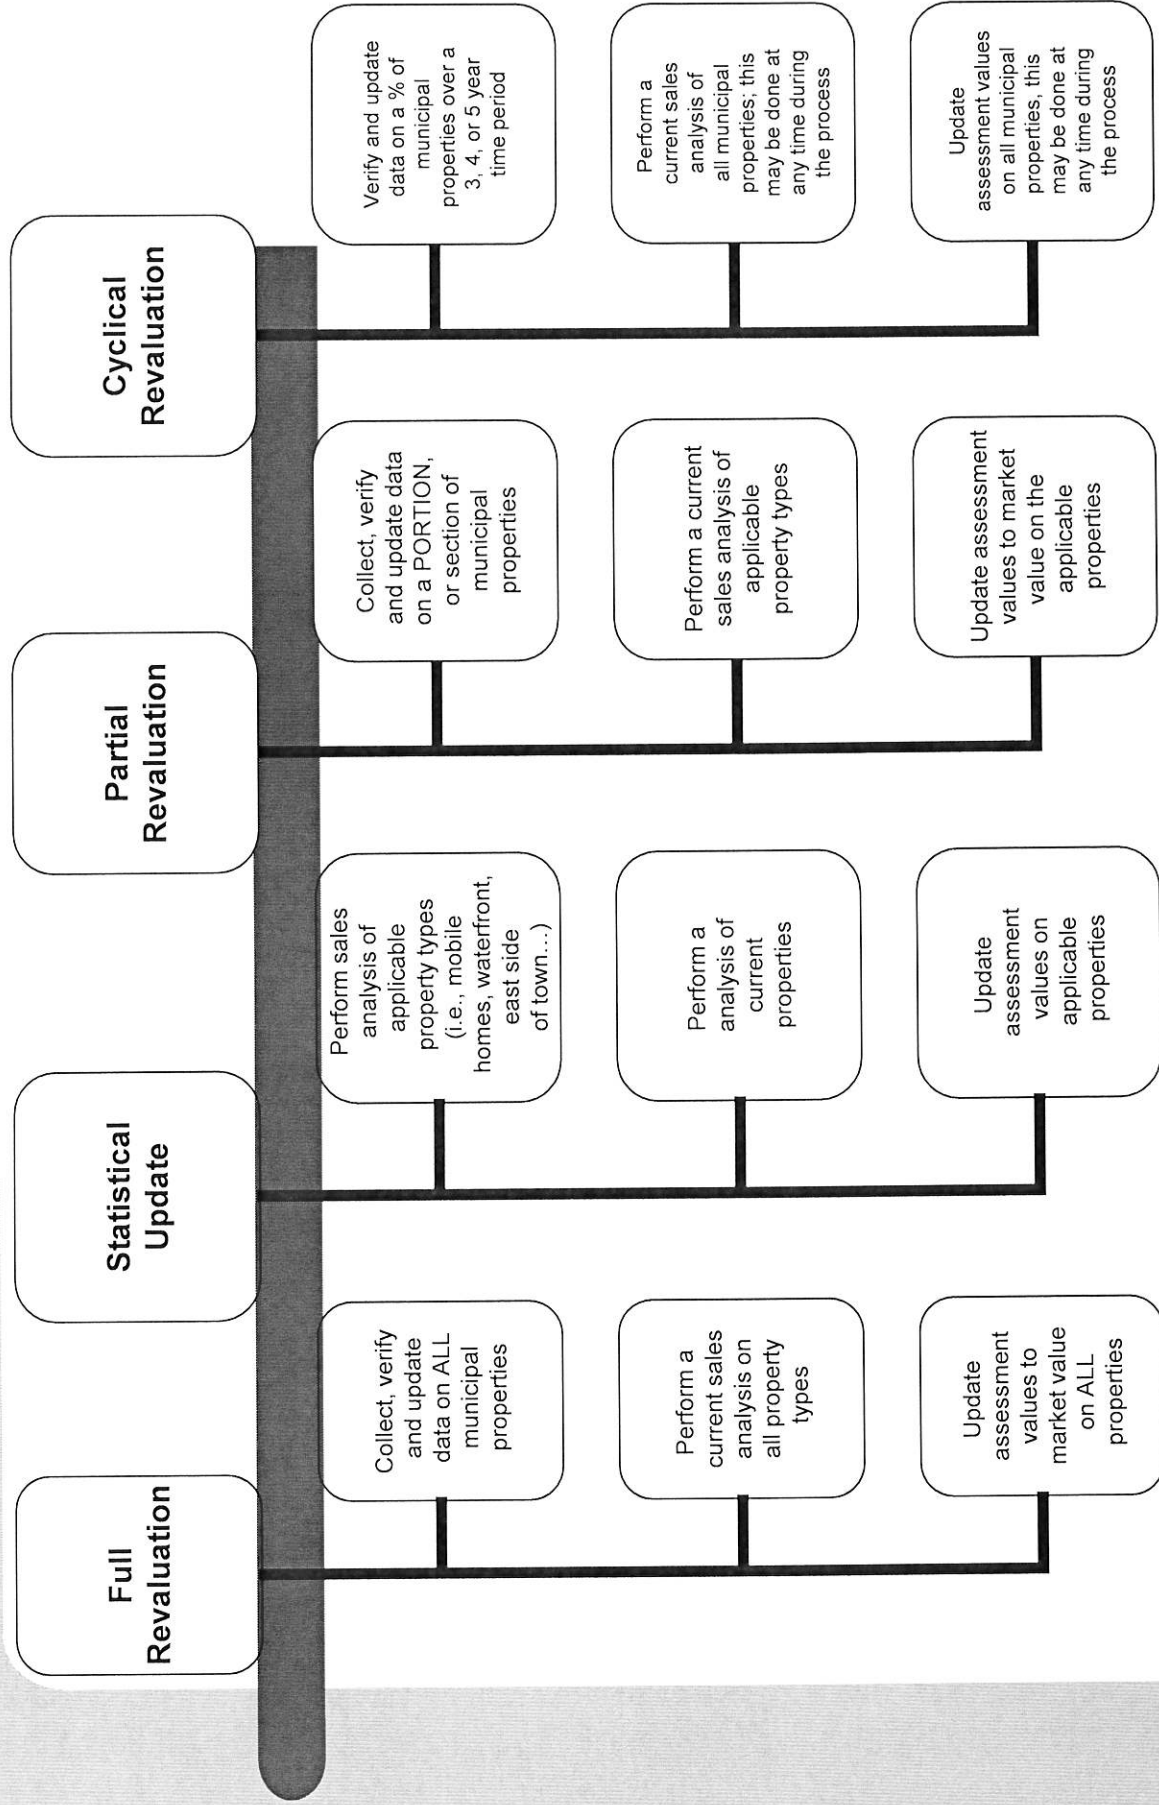 Full
Revaluation
Collect, verify
and update
data on ALL
municipal
properties
Perform a
current sales
analysis on
all property
types
Update
assessment
values to
market value
on ALL
properties
Statistical
Update
Perform sales
analysis of
applicable
property types
(i.e., mobile
homes, waterfront,
east side
of town...)
Perform a
analysis of
current
properties
Update
assessment
values on
applicable
properties
Partial
Revaluation
Collect, verify
and update data
on a PORTION,
or section of
municipal
properties
Perform a current
sales analysis of
applicable
property types
Update assessment
values to market
value on the
applicable
properties
Cyclical
Revaluation
Verify and update
data on a % of
municipal
properties over a
3, 4, or 5 year
time period
Perform a
current sales
analysis of
all municipal
properties; this
may be done at
any time during
the process
Update
assessment values
on all municipal
properties, this
may be done at
any time during
the process